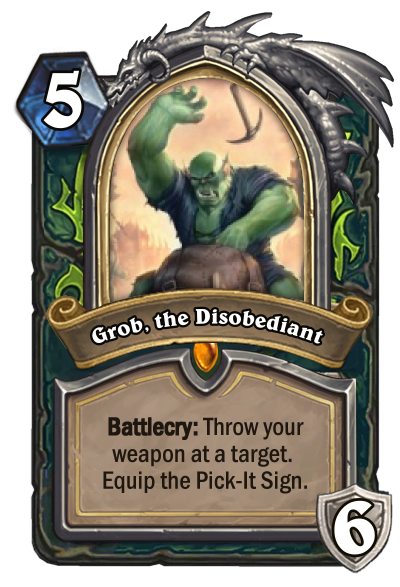 5
Grob, the Disobediant
Battlecry: Throw your
weapon at a target.
Equip the Pick-It Sign.
6